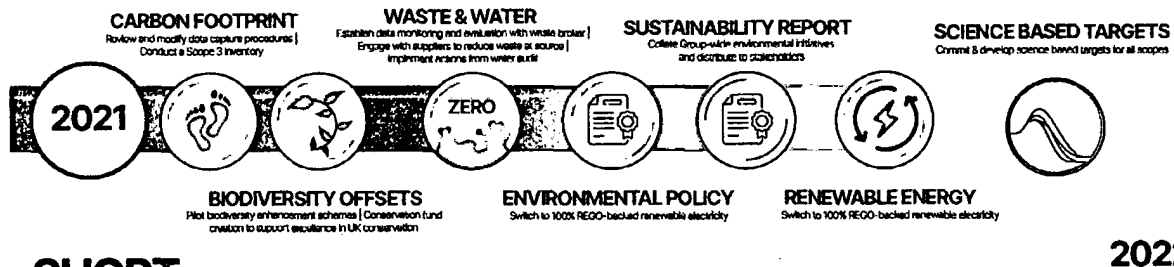 CARBON FOOTPRINT
Review and modify data capture procedures |
Conduct a Scope 3 inventory
WASTE & WATER
Establish data monitoring and evaluation with waste broker |
Engage with suppliers to reduce waste at source |
Implement actions from water audit
SUSTAINABILITY REPORT
Collate Group-wide environmental initiatives
and distribute to stakeholders
SCIENCE BASED TARGETS
Commit & develop science based targets for all scopes
2021
ZERO
BIODIVERSITY OFFSETS
Pilot biodiversity enhancement schemes | Conservation fund
creation to support excellence in UK conservation
ENVIRONMENTAL POLICY
Switch to 100% REGO-backed renewable electricity
RENEWABLE ENERGY
Switch to 100% REGO-backed renewable electricity
SHORT